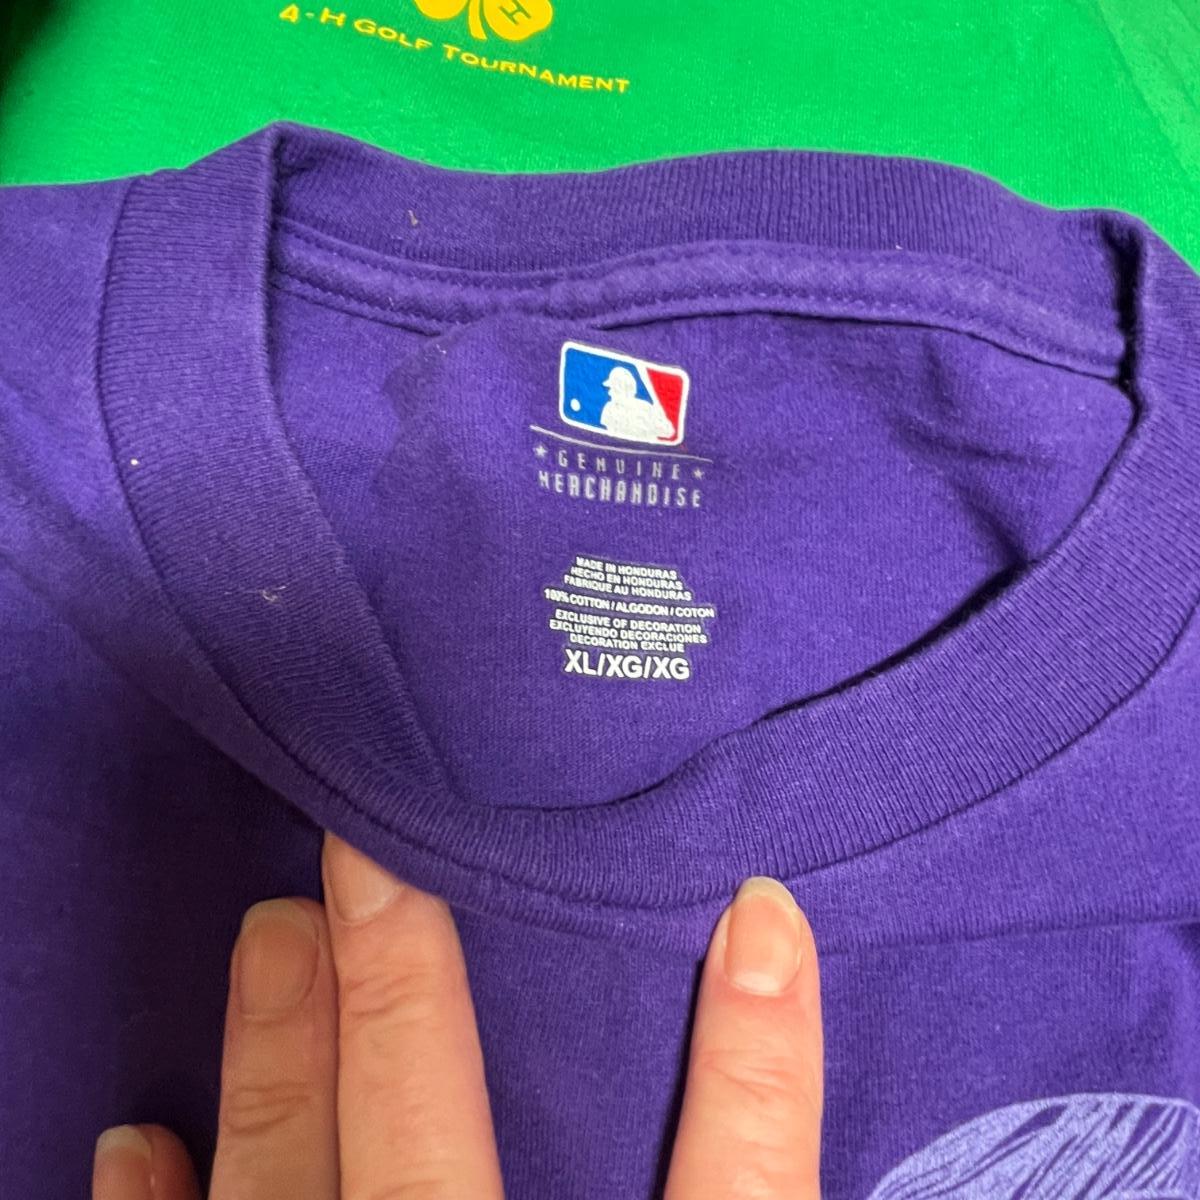 H
4-H GOLF TOURNAMENT
★ GENUINE ★
MERCHANDISE
MADE IN HONDURAS
HECHO EN HONDURAS
FABRIQUE AU HONDURAS
100% COTTON / ALGODON / COTON
EXCLUSIVE OF DECORATION
EXCLUYENDO DECORACIONES
DECORATION EXCLUE
XL/XG/XG